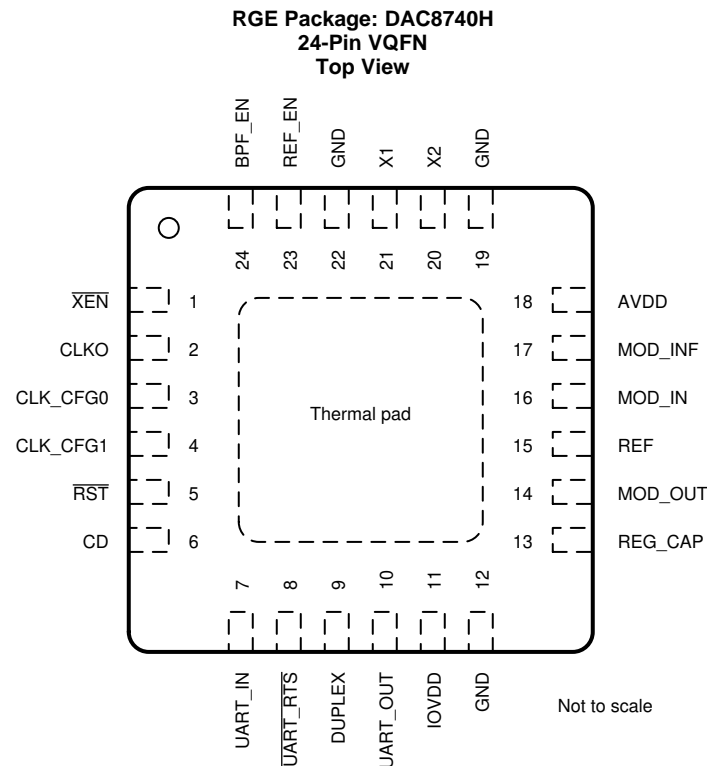 RGE Package: DAC8740H
24-Pin VQFN
Top View
BPF_EN
REF_EN
GND
X1
X2
GND
24
23
22
21
20
19
XEN 1
CLKO 2
CLK_CFG0 3
CLK_CFG1 4
RST 5
CD 6
Thermal pad
18 AVDD
17 MOD_INF
16 MOD_IN
15 REF
14 MOD_OUT
13 REG_CAP
7
8
9
10
11
12
UART_IN
UART_RTS
DUPLEX
UART_OUT
IOVDD
GND
Not to scale